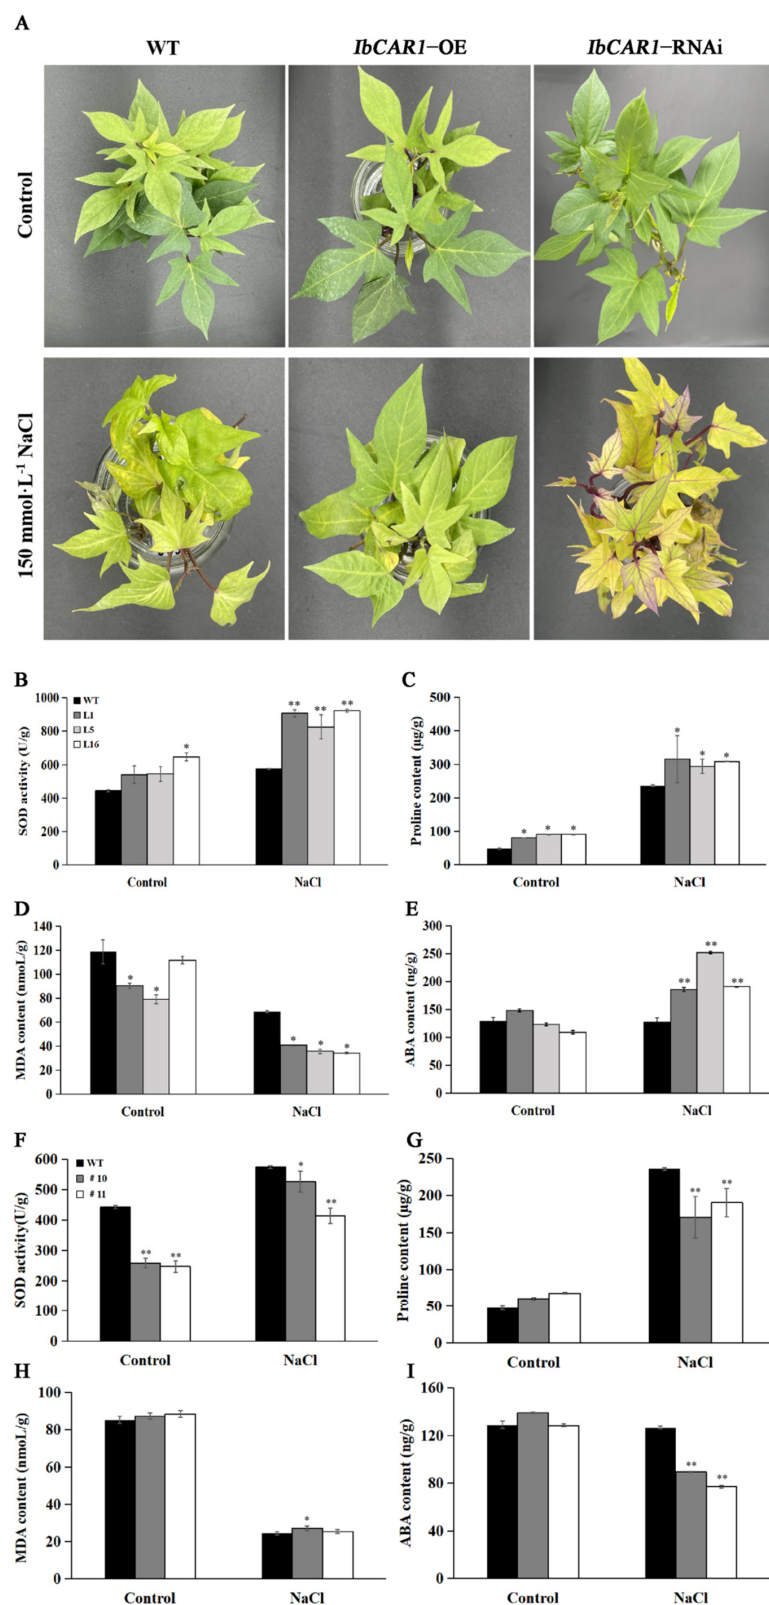 A
WT IbCAR1–OE IbCAR1–RNAi
Control
150 mmol·L⁻¹ NaCl
B
SOD activity (U/g)
1000
800
600
400
200
0
WT
L1
L5
L16
*
** ** **
Control NaCl
C
Proline content (µg/g)
500
400
300
200
100
0
* * *
* * *
Control NaCl
D
MDA content (nmoL/g)
140
120
100
80
60
40
20
0
* *
* * *
Control NaCl
E
ABA content (ng/g)
300
250
200
150
100
50
0
** ** **
Control NaCl
F
SOD activity(U/g)
600
500
400
300
200
100
0
WT
#10
#11
** **
* **
Control NaCl
G
Proline content (µg/g)
250
200
150
100
50
0
** **
Control NaCl
H
MDA content (nmoL/g)
100
80
60
40
20
0
*
Control NaCl
I
ABA content (ng/g)
160
120
80
40
0
** **
Control NaCl